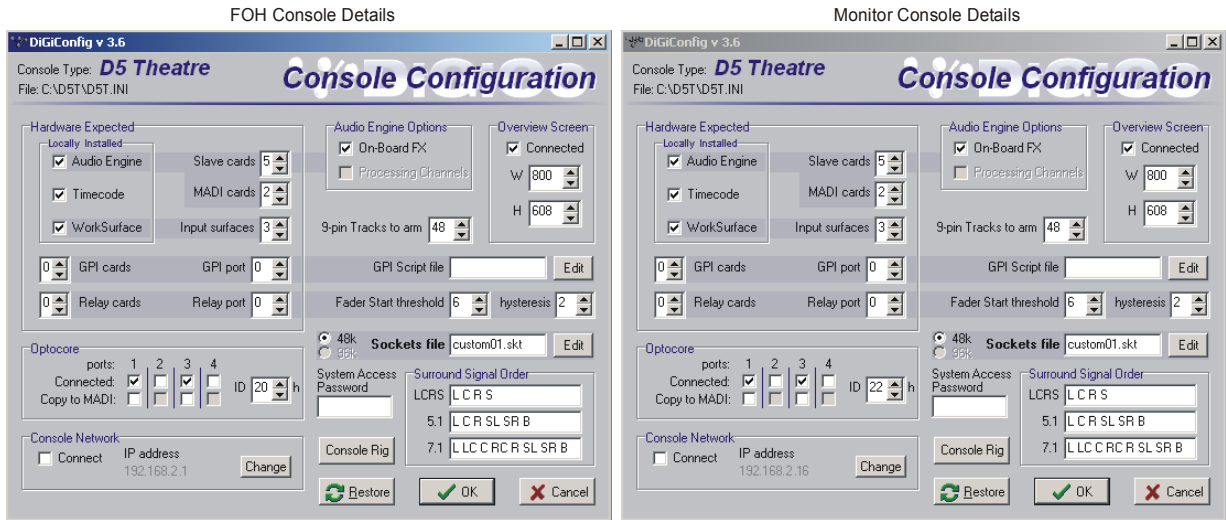 FOH Console Details
DiGiConfig v 3.6
Console Type: D5 Theatre
File: C:\D5T\D5T.INI
Console Configuration
Hardware Expected
Locally Installed
Audio Engine
Timecode
WorkSurface
Slave cards 5
MADI cards 2
Input surfaces 3
Audio Engine Options
On-Board FX
Processing Channels
9-pin Tracks to arm 48
Overview Screen
Connected
W 800
H 608
0 GPI cards GPI port 0 GPI Script file Edit
0 Relay cards Relay port 0 Fader Start threshold 6 hysteresis 2
48k
96k
Sockets file custom01.skt Edit
Optocore
ports: 1 2 3 4
Connected:
Copy to MADI:
ID 20 h
System Access
Password
Surround Signal Order
LCRS L C R S
5.1 L C R SL SR B
7.1 L LC C RC R SL SR B
Console Network
Connect
IP address
192.168.2.1
Change
Console Rig
Restore OK Cancel
Monitor Console Details
DiGiConfig v 3.6
Console Type: D5 Theatre
File: C:\D5T\D5T.INI
Console Configuration
Hardware Expected
Locally Installed
Audio Engine
Timecode
WorkSurface
Slave cards 5
MADI cards 2
Input surfaces 3
Audio Engine Options
On-Board FX
Processing Channels
9-pin Tracks to arm 48
Overview Screen
Connected
W 800
H 608
0 GPI cards GPI port 0 GPI Script file Edit
0 Relay cards Relay port 0 Fader Start threshold 6 hysteresis 2
48k
96k
Sockets file custom01.skt Edit
Optocore
ports: 1 2 3 4
Connected:
Copy to MADI:
ID 22 h
System Access
Password
Surround Signal Order
LCRS L C R S
5.1 L C R SL SR B
7.1 L LC C RC R SL SR B
Console Network
Connect
IP address
192.168.2.16
Change
Console Rig
Restore OK Cancel